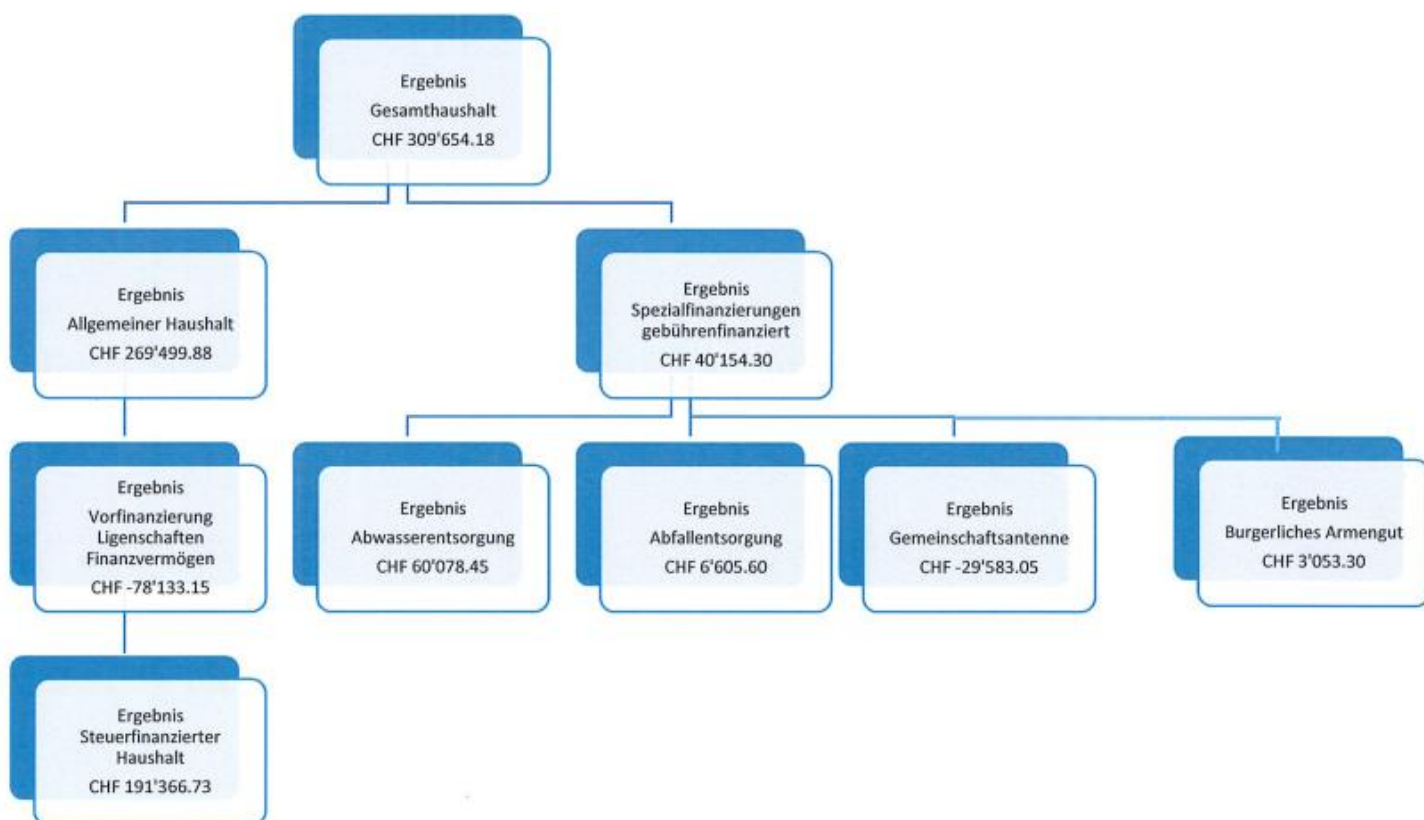 Ergebnis
Gesamthaushalt
CHF 309'654.18
Ergebnis
Allgemeiner Haushalt
CHF 269'499.88
Ergebnis
Spezialfinanzierungen
gebührenfinanziert
CHF 40'154.30
Ergebnis
Vorfinanzierung
Ligenschaften
Finanzvermögen
CHF -78'133.15
Ergebnis
Abwasserentsorgung
CHF 60'078.45
Ergebnis
Abfallentsorgung
CHF 6'605.60
Ergebnis
Gemeinschaftsantenne
CHF -29'583.05
Ergebnis
Burgerliches Armengut
CHF 3'053.30
Ergebnis
Steuerfinanzierter
Haushalt
CHF 191'366.73